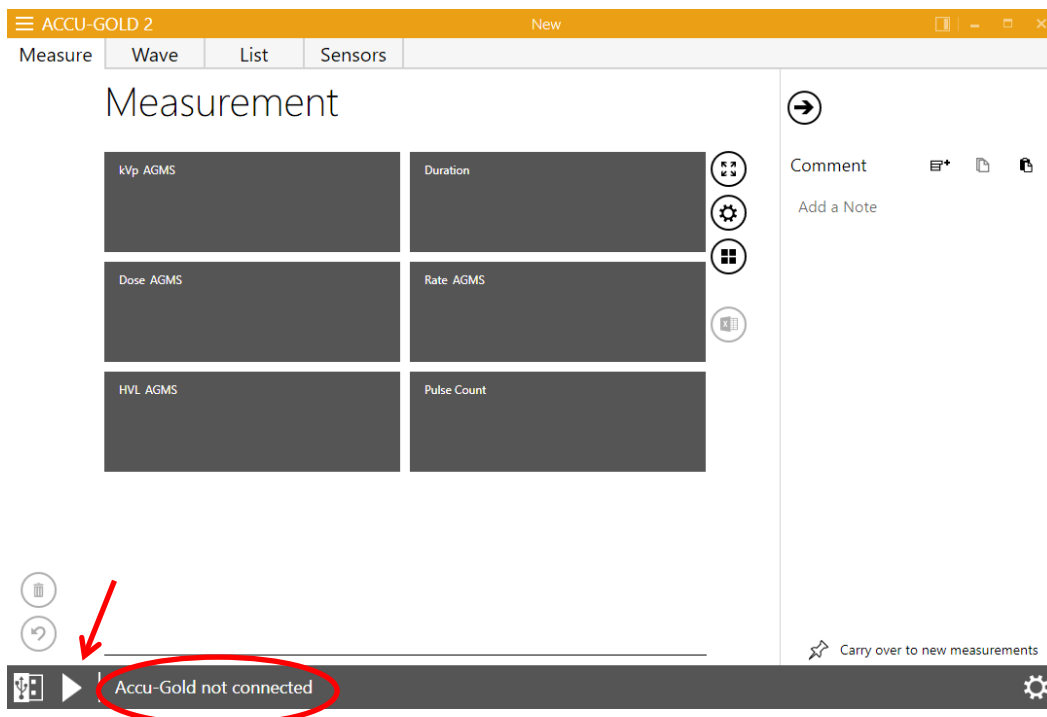 ACCU-GOLD 2
New
Measure
Wave
List
Sensors
Measurement
kVp AGMS
Duration
Dose AGMS
Rate AGMS
HVL AGMS
Pulse Count
Comment
Add a Note
Carry over to new measurements
Accu-Gold not connected